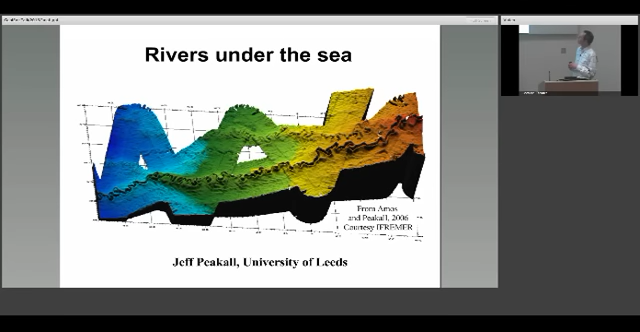 Rivers under the sea
From Amos
and Peakall, 2006
Courtesy IFREMER
Jeff Peakall, University of Leeds